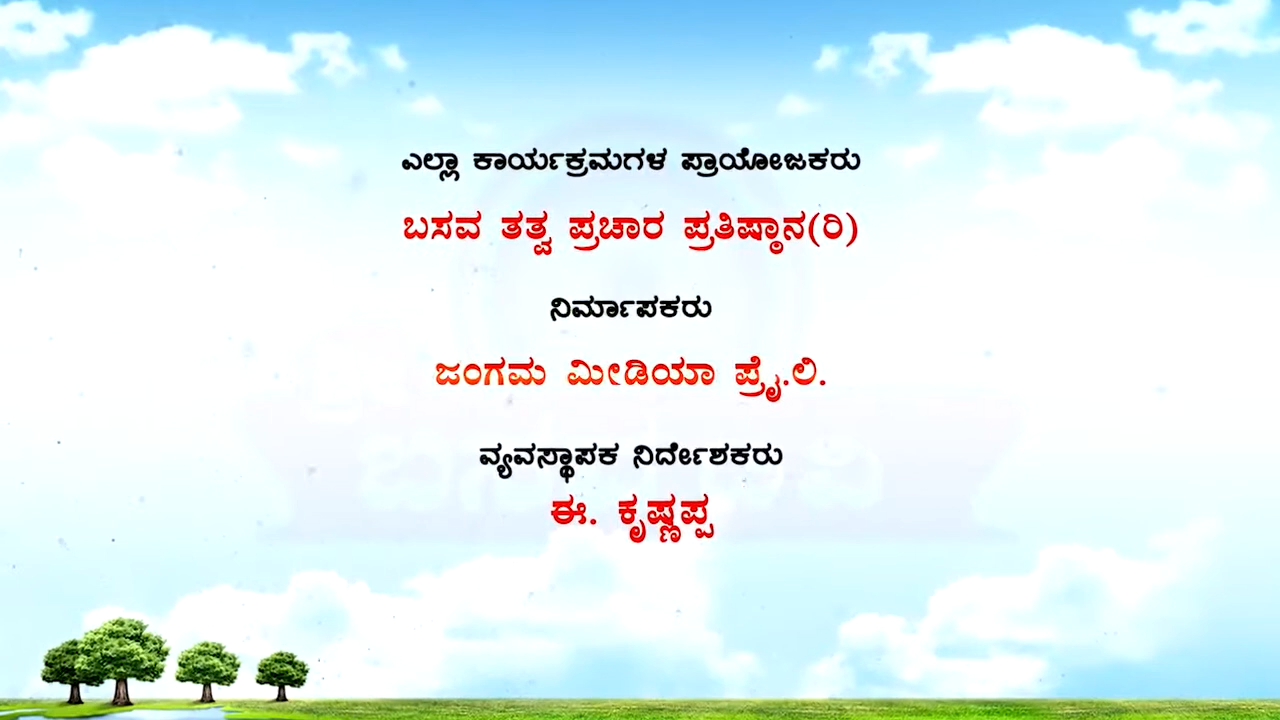 ಎಲ್ಲಾ ಕಾರ್ಯಕ್ರಮಗಳ ಪ್ರಾಯೋಜಕರು
ಬಸವ ತತ್ವ ಪ್ರಚಾರ ಪ್ರತಿಷ್ಠಾನ(ರಿ)
ನಿರ್ಮಾಪಕರು
ಜಂಗಮ ಮೀಡಿಯಾ ಪ್ರೈ.ಲಿ.
ವ್ಯವಸ್ಥಾಪಕ ನಿರ್ದೇಶಕರು
ಈ. ಕೃಷ್ಣಪ್ಪ